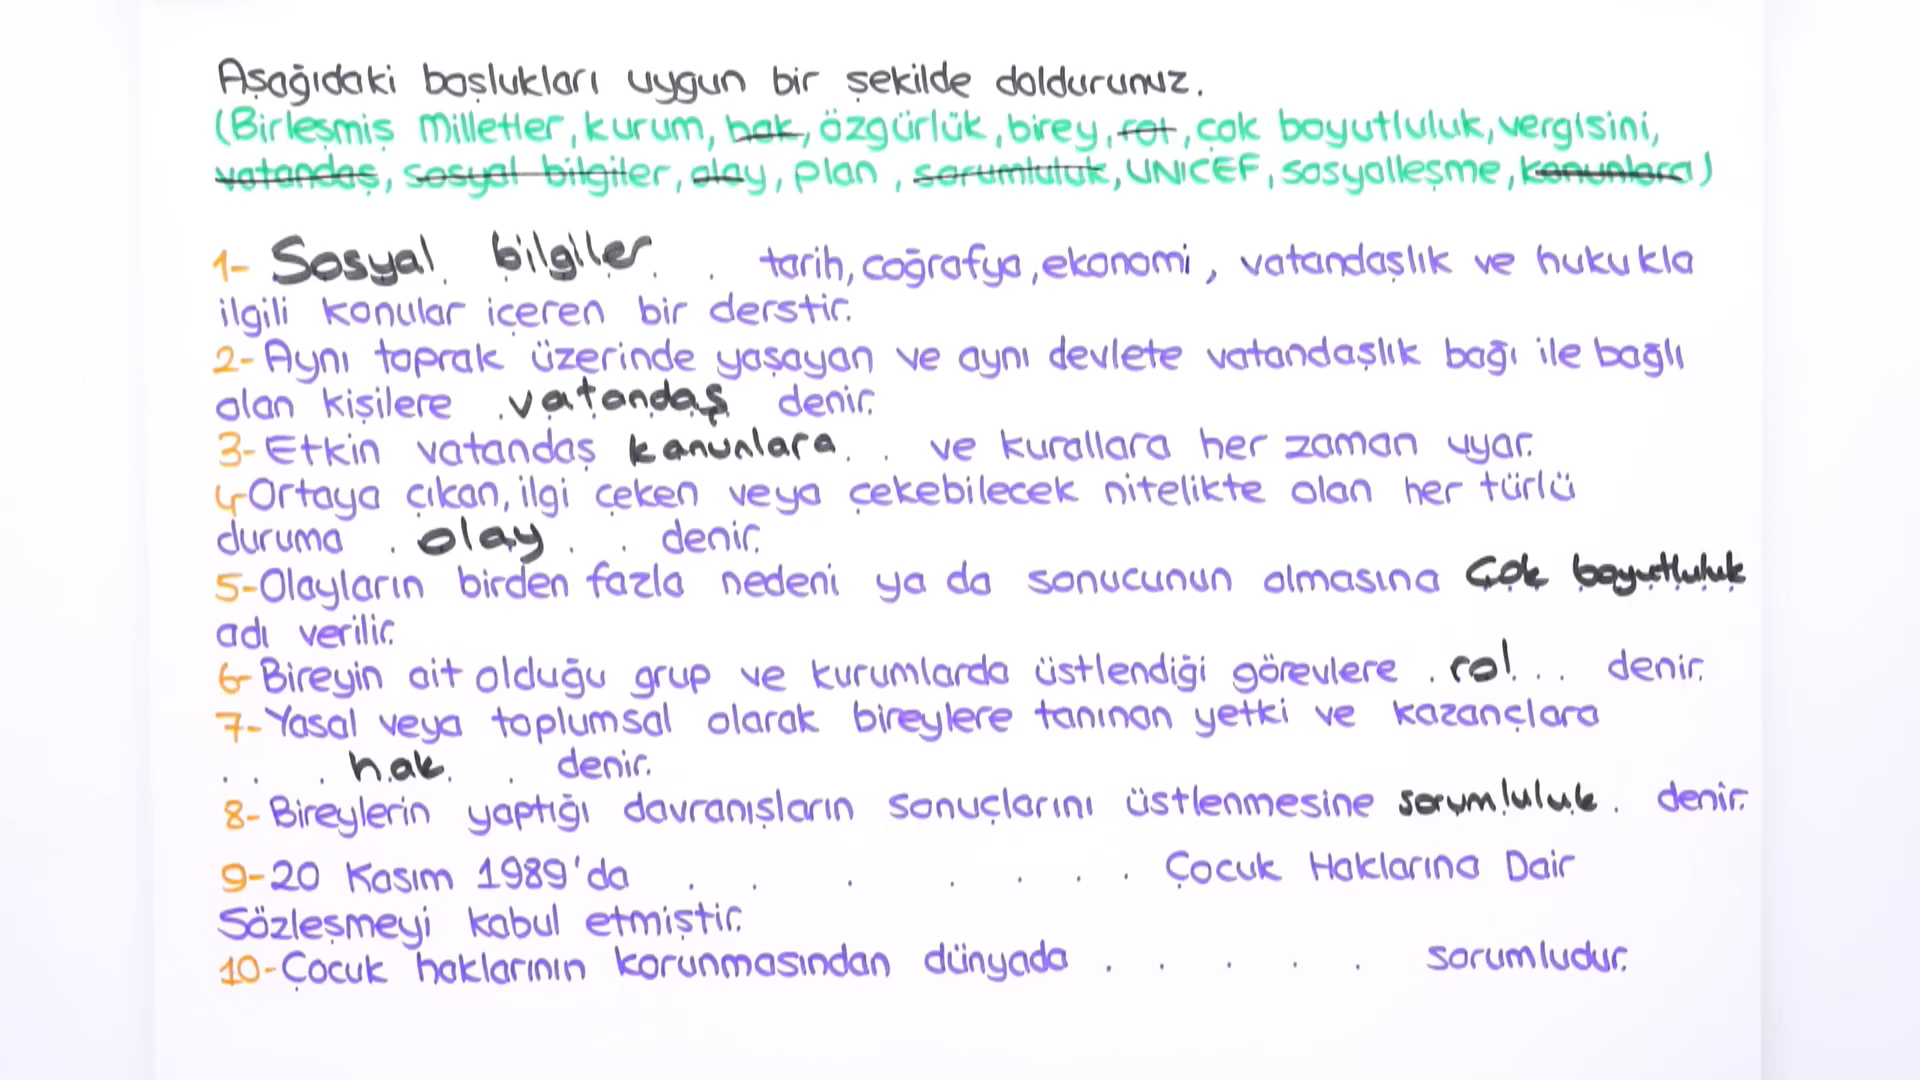 Aşağıdaki boşlukları uygun bir şekilde doldurunuz.
(Birleşmiş Milletler, kurum, hak, özgürlük, birey, rol, çok boyutluluk, vergisini,
vatandaş, sosyal bilgiler, olay, plan, sorumluluk, UNICEF, sosyalleşme, kanunlara)
1- Sosyal bilgiler . . tarih, coğrafya, ekonomi, vatandaşlık ve hukukla
ilgili konular içeren bir derstir.
2- Aynı toprak üzerinde yaşayan ve aynı devlete vatandaşlık bağı ile bağlı
olan kişilere . vatandaş denir.
3- Etkin vatandaş kanunlara . . ve kurallara her zaman uyar.
4- Ortaya çıkan, ilgi çeken veya çekebilecek nitelikte olan her türlü
duruma . olay . . denir.
5- Olayların birden fazla nedeni ya da sonucunun olmasına Çok boyutluluk
adı verilir.
6- Bireyin ait olduğu grup ve kurumlarda üstlendiği görevlere . rol . . . denir.
7- Yasal veya toplumsal olarak bireylere tanınan yetki ve kazançlara
. . . hak . . denir.
8- Bireylerin yaptığı davranışların sonuçlarını üstlenmesine sorumluluk . denir.
9- 20 Kasım 1989'da . . . . . . . . Çocuk Haklarına Dair
Sözleşmeyi kabul etmiştir.
10- Çocuk haklarının korunmasından dünyada . . . . . sorumludur.